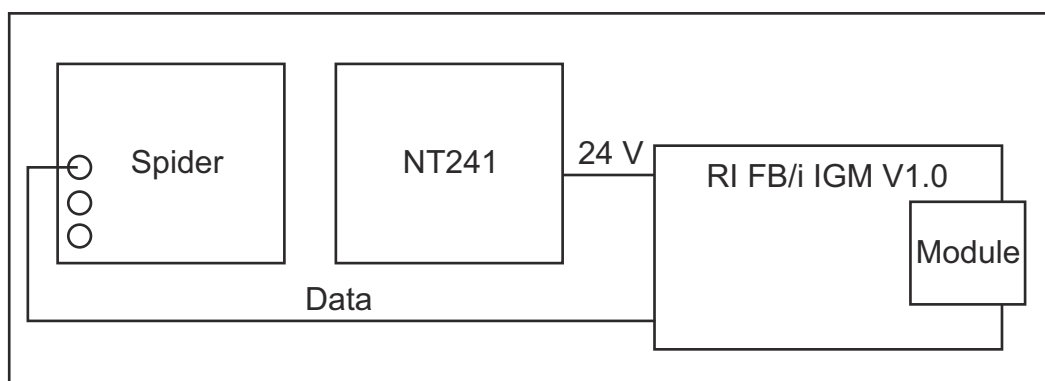 Spider
NT241
24 V
RI FB/i IGM V1.0
Module
Data